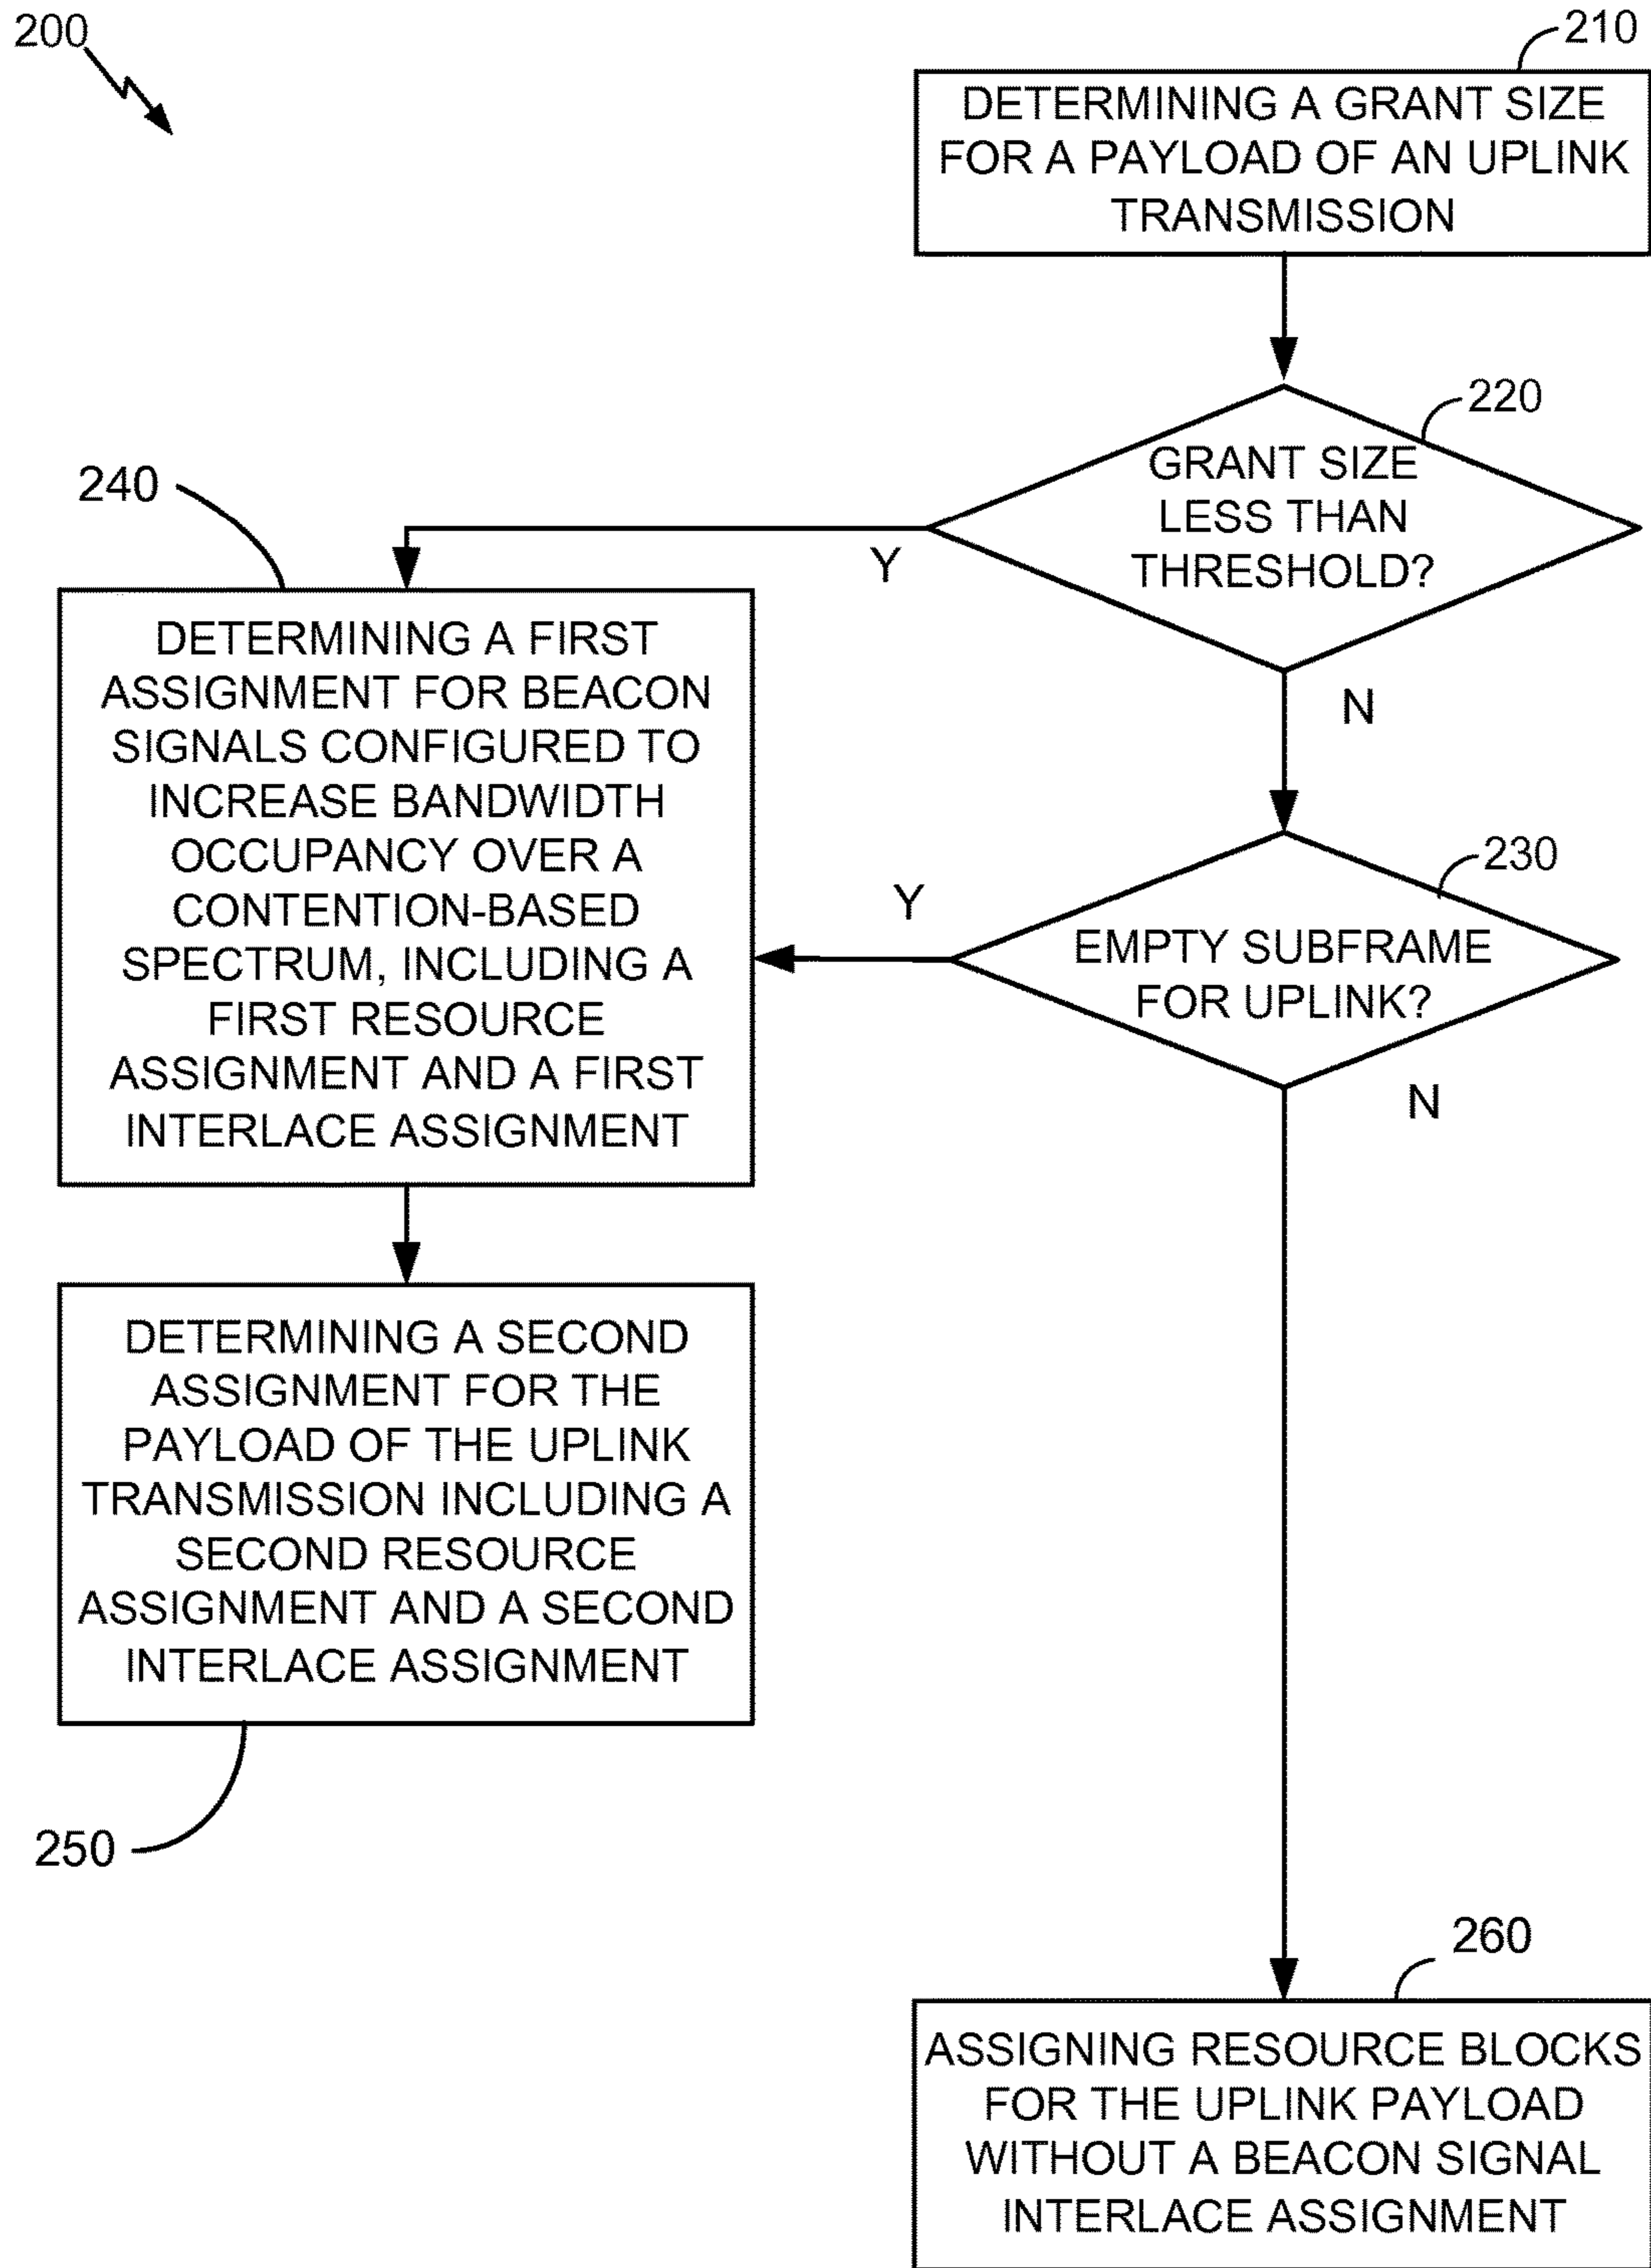 200
210
DETERMINING A GRANT SIZE
FOR A PAYLOAD OF AN UPLINK
TRANSMISSION
220
GRANT SIZE
LESS THAN
THRESHOLD?
Y
N
240
DETERMINING A FIRST
ASSIGNMENT FOR BEACON
SIGNALS CONFIGURED TO
INCREASE BANDWIDTH
OCCUPANCY OVER A
CONTENTION-BASED
SPECTRUM, INCLUDING A
FIRST RESOURCE
ASSIGNMENT AND A FIRST
INTERLACE ASSIGNMENT
230
EMPTY SUBFRAME
FOR UPLINK?
Y
N
DETERMINING A SECOND
ASSIGNMENT FOR THE
PAYLOAD OF THE UPLINK
TRANSMISSION INCLUDING A
SECOND RESOURCE
ASSIGNMENT AND A SECOND
INTERLACE ASSIGNMENT
250
260
ASSIGNING RESOURCE BLOCKS
FOR THE UPLINK PAYLOAD
WITHOUT A BEACON SIGNAL
INTERLACE ASSIGNMENT